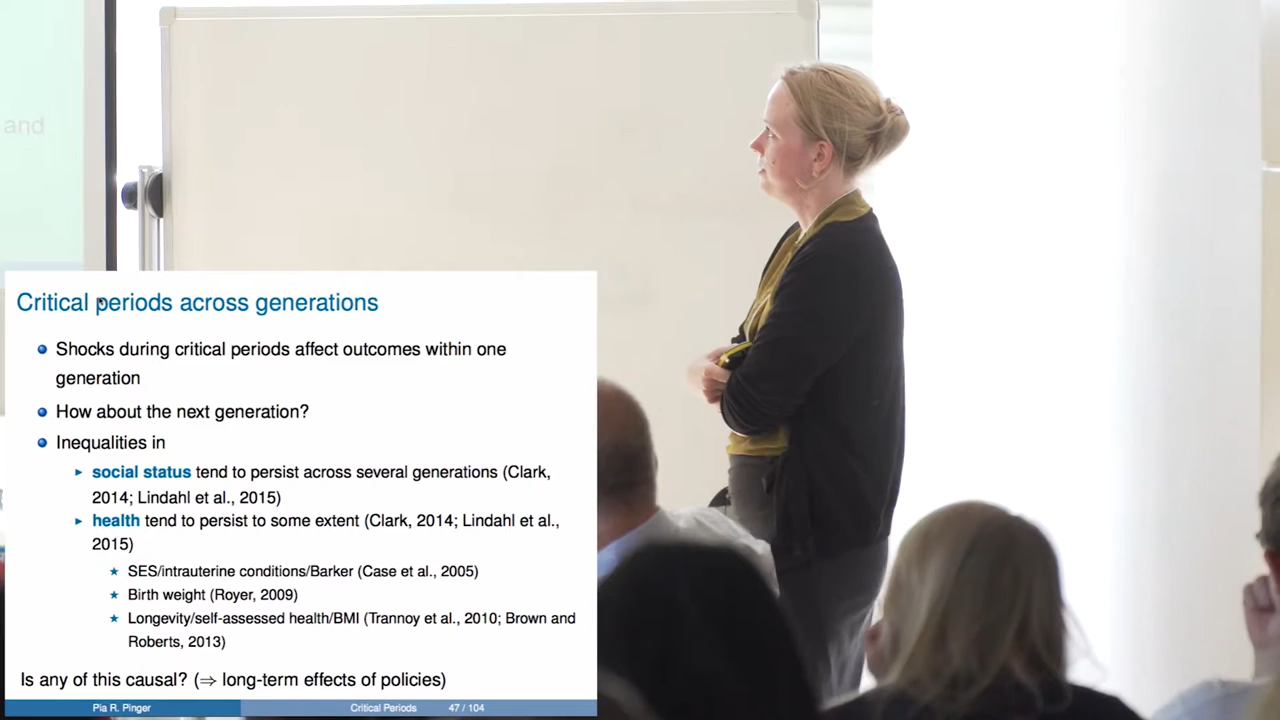 and
Critical periods across generations
Shocks during critical periods affect outcomes within one
generation
How about the next generation?
Inequalities in
social status tend to persist across several generations (Clark,
2014; Lindahl et al., 2015)
health tend to persist to some extent (Clark, 2014; Lindahl et al.,
2015)
SES/intrauterine conditions/Barker (Case et al., 2005)
Birth weight (Royer, 2009)
Longevity/self-assessed health/BMI (Trannoy et al., 2010; Brown and
Roberts, 2013)
Is any of this causal? (⇒ long-term effects of policies)
Pia R. Pinger Critical Periods 47 / 104